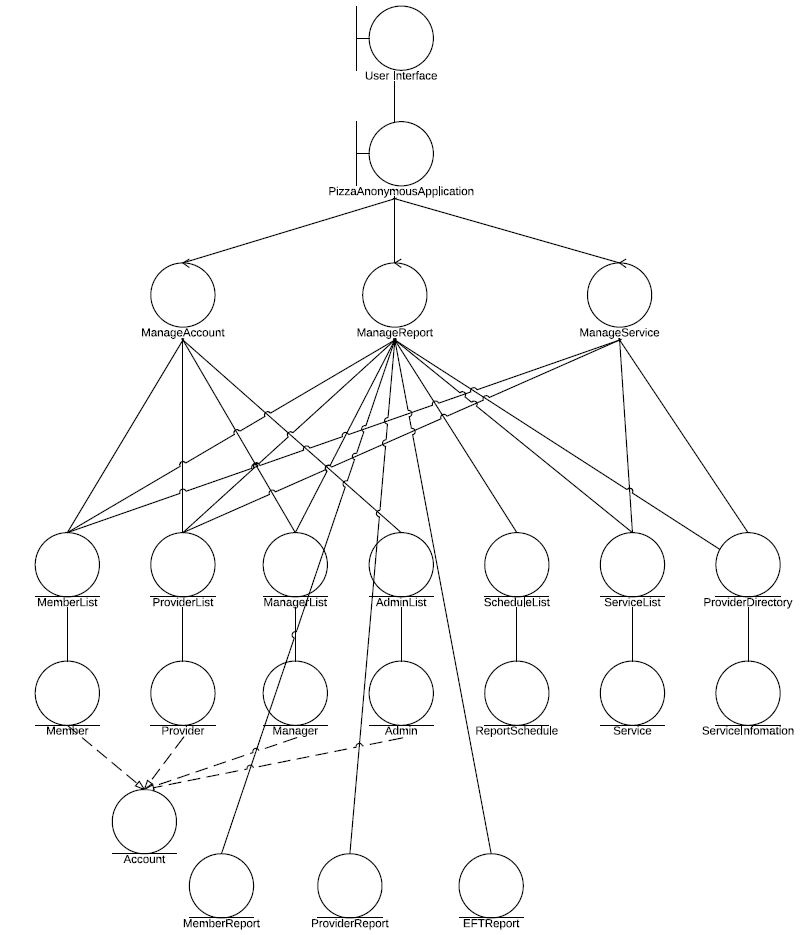 User Interface
PizzaAnonymousApplication
ManageAccount
ManageReport
ManageService
MemberList
ProviderList
ManagerList
AdminList
ScheduleList
ServiceList
ProviderDirectory
Member
Provider
Manager
Admin
ReportSchedule
Service
ServiceInfomation
Account
MemberReport
ProviderReport
EFTReport